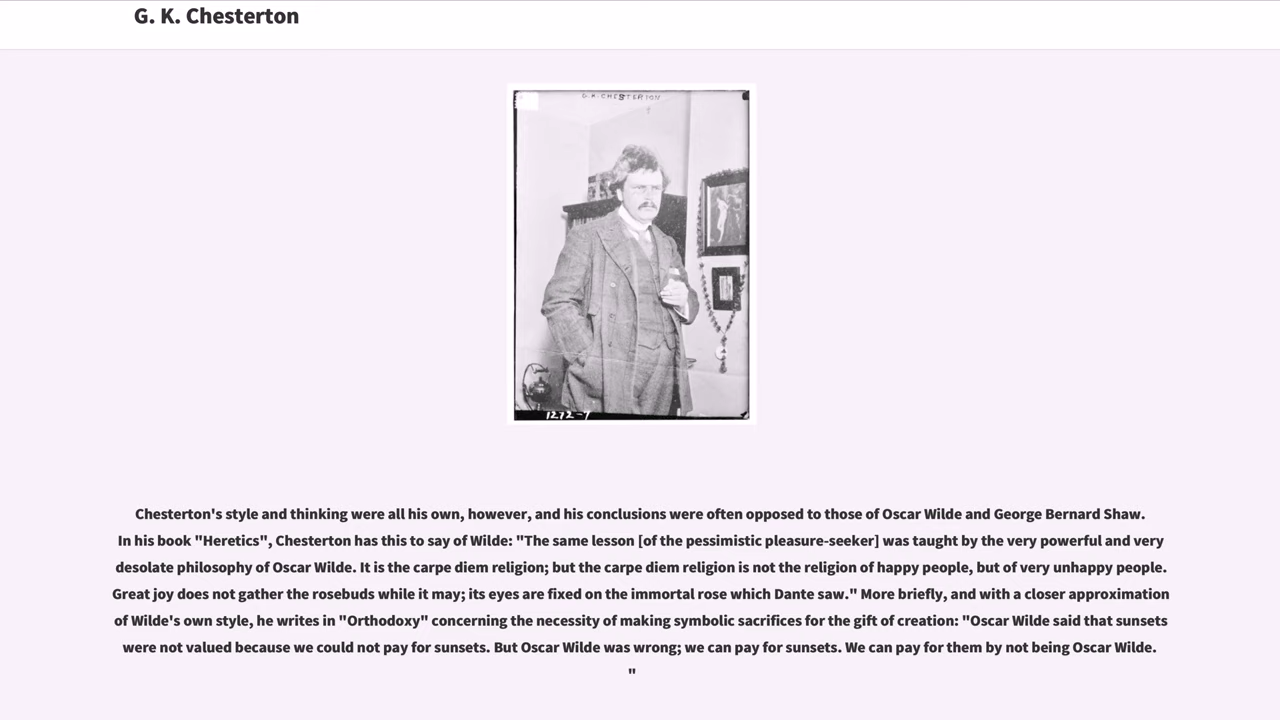 G. K. Chesterton
G.K.CHESTERTON
1272-9
Chesterton's style and thinking were all his own, however, and his conclusions were often opposed to those of Oscar Wilde and George Bernard Shaw.
In his book "Heretics", Chesterton has this to say of Wilde: "The same lesson [of the pessimistic pleasure-seeker] was taught by the very powerful and very
desolate philosophy of Oscar Wilde. It is the carpe diem religion; but the carpe diem religion is not the religion of happy people, but of very unhappy people.
Great joy does not gather the rosebuds while it may; its eyes are fixed on the immortal rose which Dante saw." More briefly, and with a closer approximation
of Wilde's own style, he writes in "Orthodoxy" concerning the necessity of making symbolic sacrifices for the gift of creation: "Oscar Wilde said that sunsets
were not valued because we could not pay for sunsets. But Oscar Wilde was wrong; we can pay for sunsets. We can pay for them by not being Oscar Wilde.
"